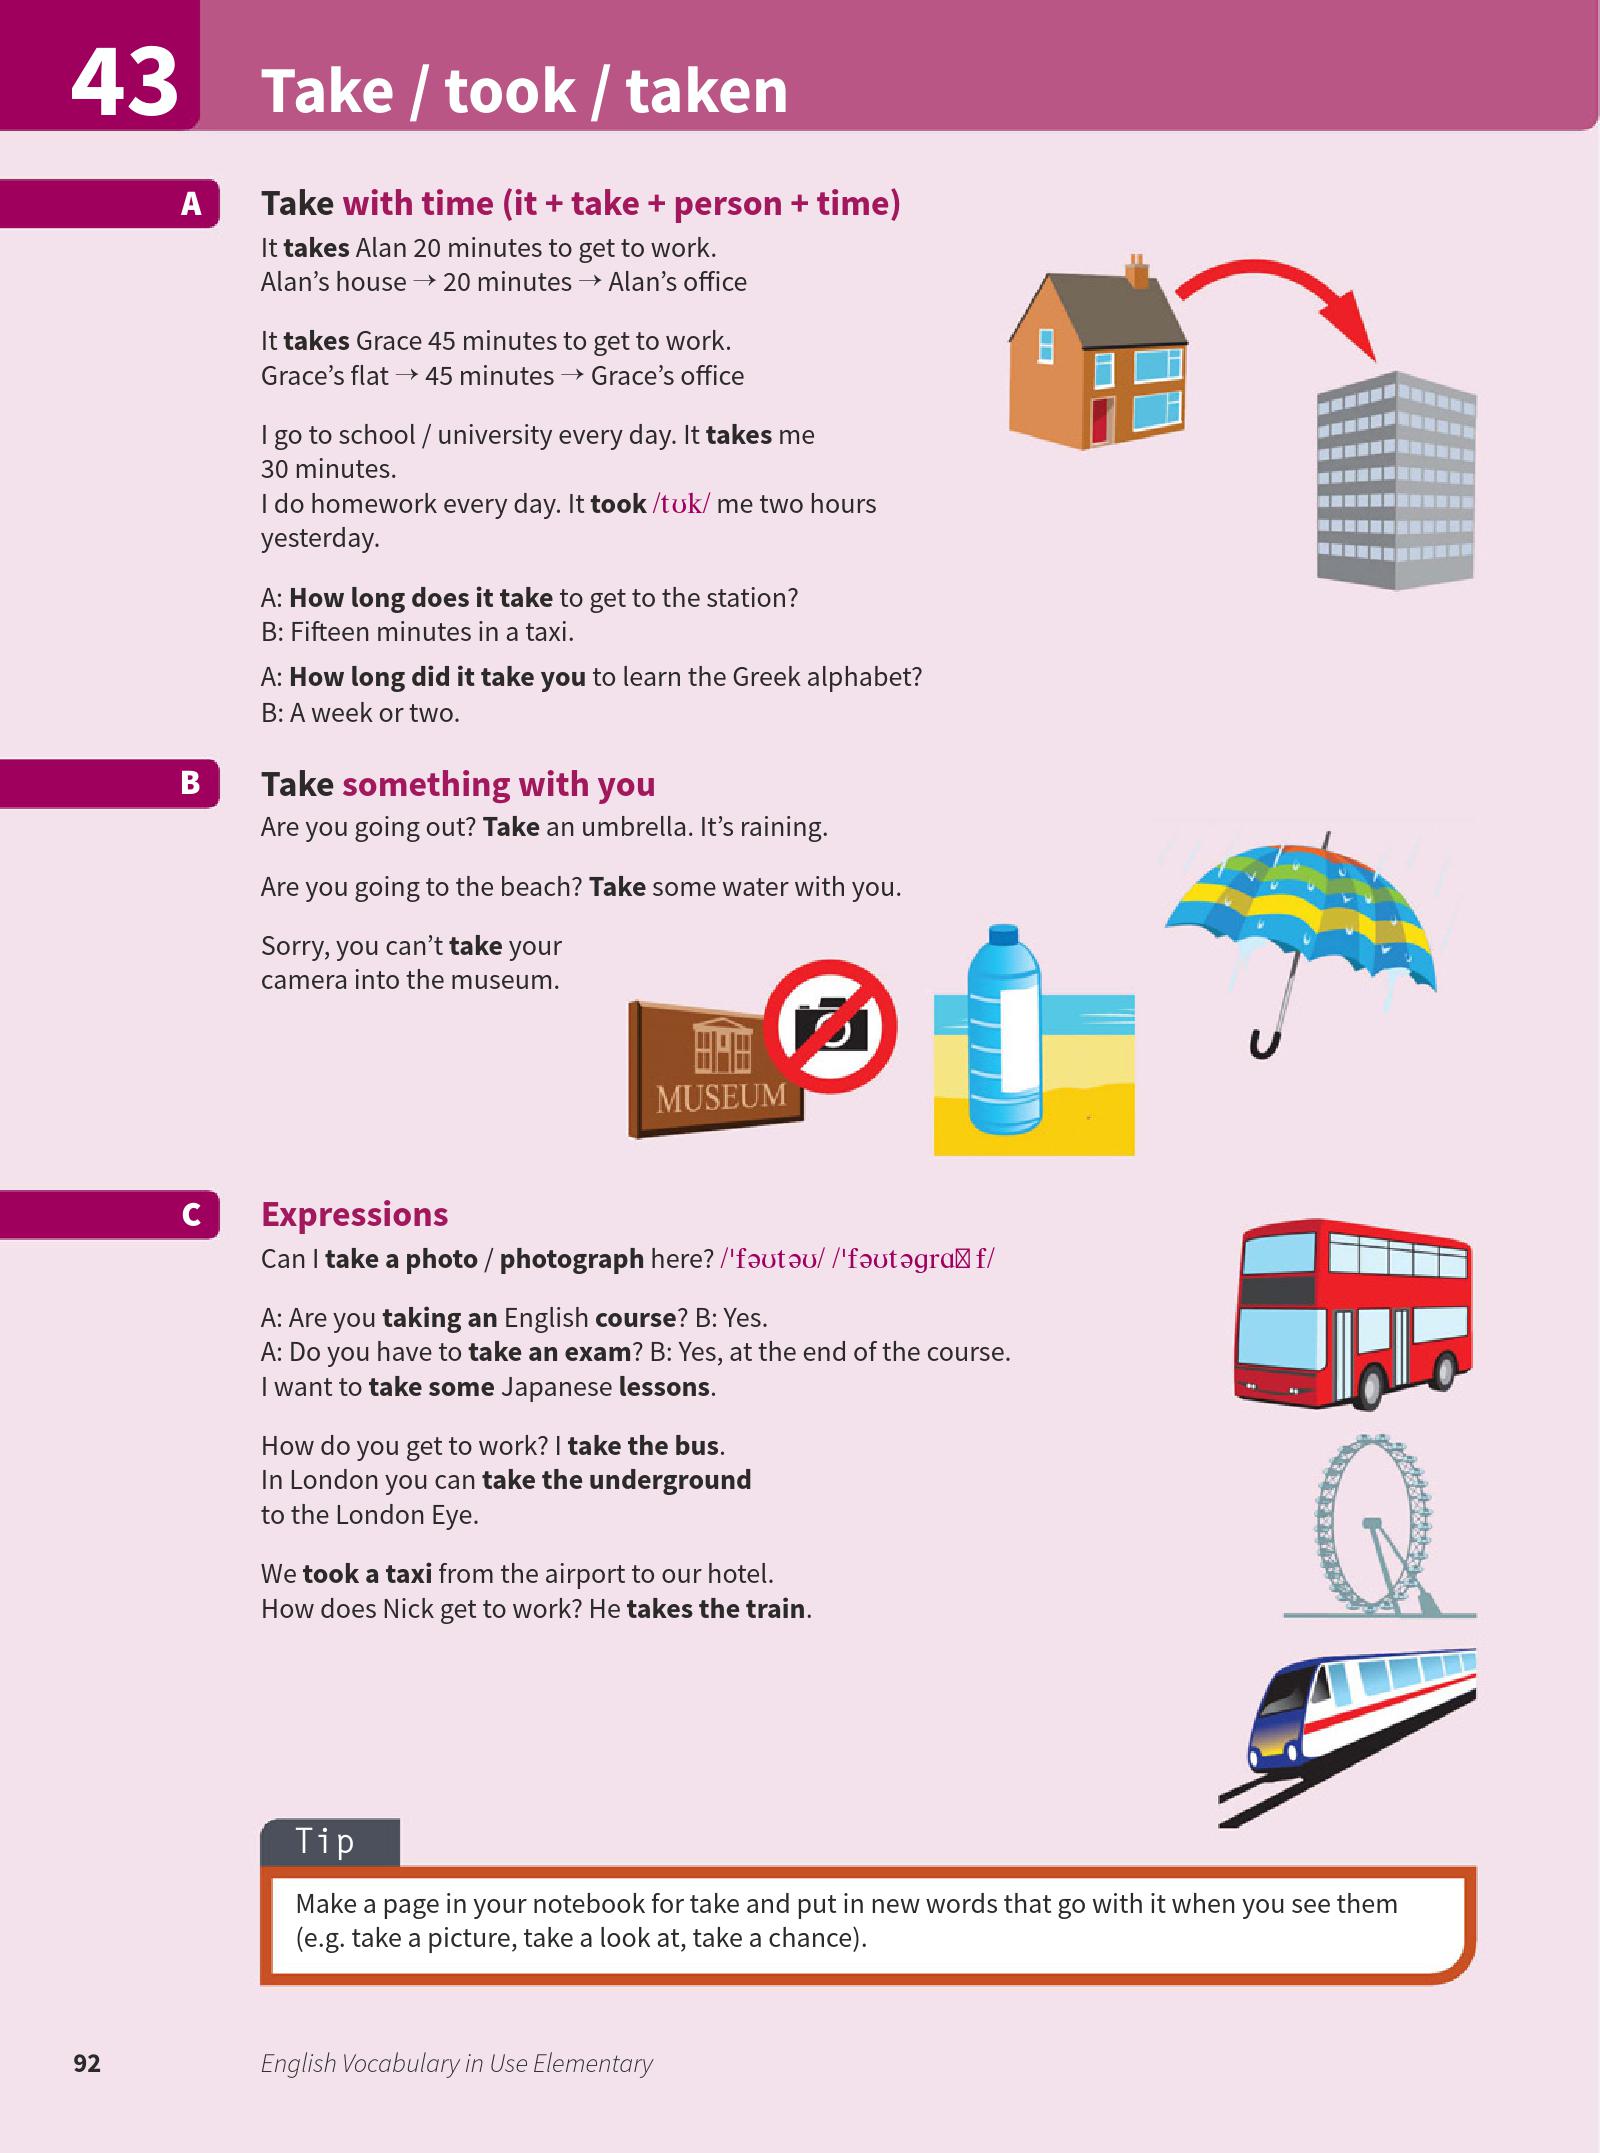 43
Take / took / taken
A
Take with time (it + take + person + time)
It takes Alan 20 minutes to get to work.
Alan's house → 20 minutes → Alan's office
It takes Grace 45 minutes to get to work.
Grace's flat → 45 minutes → Grace's office
I go to school / university every day. It takes me
30 minutes.
I do homework every day. It took /tʊk/ me two hours
yesterday.
A: How long does it take to get to the station?
B: Fifteen minutes in a taxi.
A: How long did it take you to learn the Greek alphabet?
B: A week or two.
B
Take something with you
Are you going out? Take an umbrella. It's raining.
Are you going to the beach? Take some water with you.
Sorry, you can't take your
camera into the museum.
MUSEUM
C
Expressions
Can I take a photo / photograph here? /ˈfəʊtəʊ/ /ˈfəʊtəgrɑ f/
A: Are you taking an English course? B: Yes.
A: Do you have to take an exam? B: Yes, at the end of the course.
I want to take some Japanese lessons.
How do you get to work? I take the bus.
In London you can take the underground
to the London Eye.
We took a taxi from the airport to our hotel.
How does Nick get to work? He takes the train.
Tip
Make a page in your notebook for take and put in new words that go with it when you see them
(e.g. take a picture, take a look at, take a chance).
92
English Vocabulary in Use Elementary